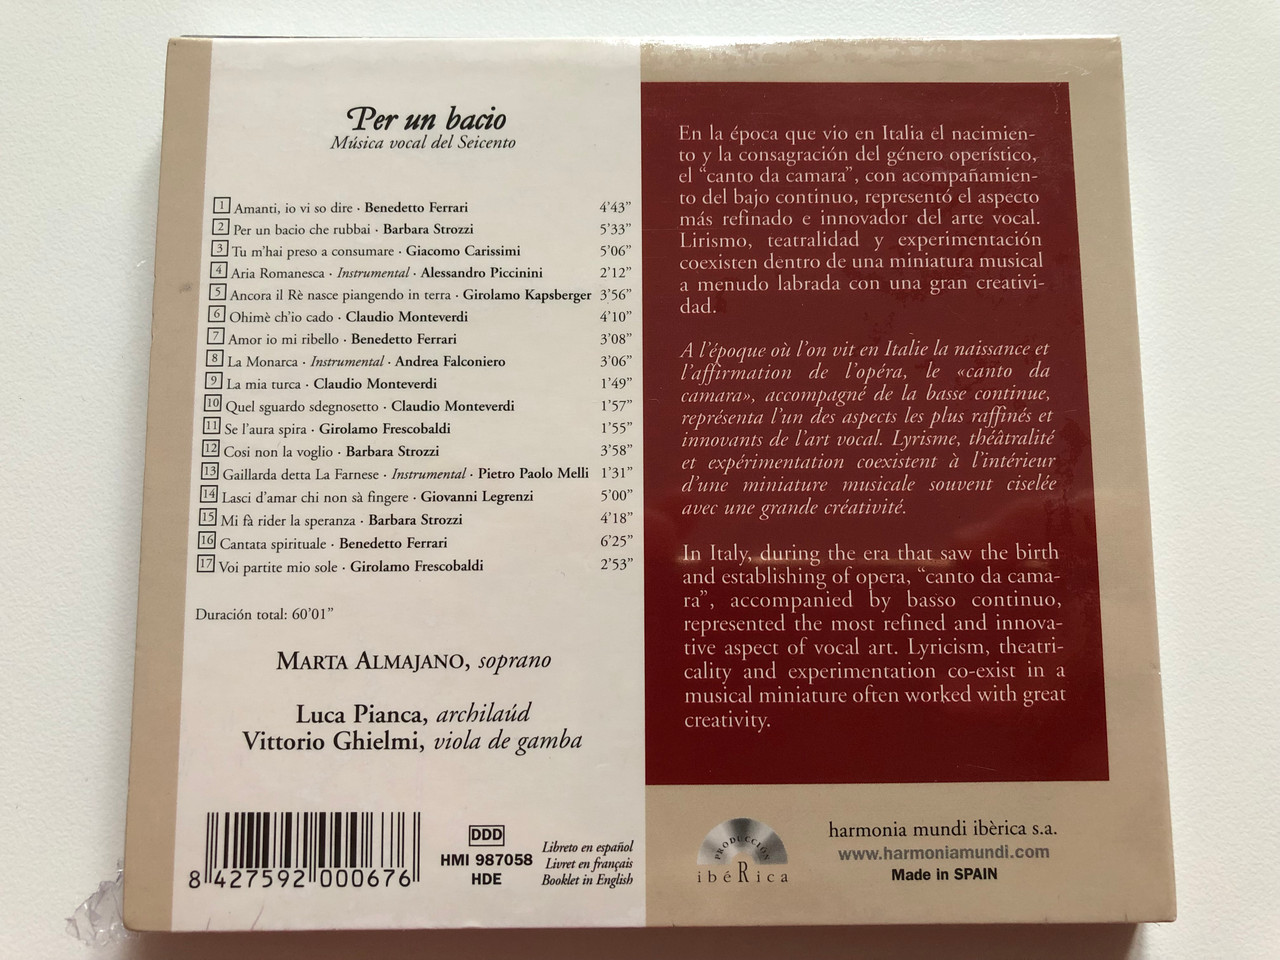 Per un bacio
Música vocal del Seicento
1 Amanti, io vi so dire · Benedetto Ferrari 4'43”
2 Per un bacio che rubbai · Barbara Strozzi 5'33”
3 Tu m'hai preso a consumare · Giacomo Carissimi 5'06”
4 Aria Romanesca · Instrumental · Alessandro Piccinini 2'12”
5 Ancora il Rè nasce piangendo in terra · Girolamo Kapsberger 3'56”
6 Ohimè ch'io cado · Claudio Monteverdi 4'10”
7 Amor io mi ribello · Benedetto Ferrari 3'08”
8 La Monarca · Instrumental · Andrea Falconiero 3'06”
9 La mia turca · Claudio Monteverdi 1'49”
10 Quel sguardo sdegnosetto · Claudio Monteverdi 1'57”
11 Se l'aura spira · Girolamo Frescobaldi 1'55”
12 Cosi non la voglio · Barbara Strozzi 3'58”
13 Gaillarda detta La Farnese · Instrumental · Pietro Paolo Melli 1'31”
14 Lasci d'amar chi non sà fingere · Giovanni Legrenzi 5'00”
15 Mi fà rider la speranza · Barbara Strozzi 4'18”
16 Cantata spirituale · Benedetto Ferrari 6'25”
17 Voi partite mio sole · Girolamo Frescobaldi 2'53”
Duración total: 60'01”
MARTA ALMAJANO, soprano
Luca Pianca, archilaúd
Vittorio Ghielmi, viola de gamba
8 427592 000676
DDD
HMI 987058
HDE
Libreto en español
Livret en français
Booklet in English
En la época que vio en Italia el nacimien-
to y la consagración del género operístico,
el “canto da camara”, con acompañamien-
to del bajo continuo, representó el aspecto
más refinado e innovador del arte vocal.
Lirismo, teatralidad y experimentación
coexisten dentro de una miniatura musical
a menudo labrada con una gran creativi-
dad.
A l'époque où l'on vit en Italie la naissance et
l'affirmation de l'opéra, le «canto da
camara», accompagné de la basse continue,
représenta l'un des aspects les plus raffinés et
innovants de l'art vocal. Lyrisme, théâtralité
et expérimentation coexistent à l'intérieur
d'une miniature musicale souvent ciselée
avec une grande créativité.
In Italy, during the era that saw the birth
and establishing of opera, “canto da cama-
ra”, accompanied by basso continuo,
represented the most refined and innova-
tive aspect of vocal art. Lyricism, theatri-
cality and experimentation co-exist in a
musical miniature often worked with great
creativity.
PRODUCCIÓN
ibéRica
harmonia mundi ibèrica s.a.
www.harmoniamundi.com
Made in SPAIN